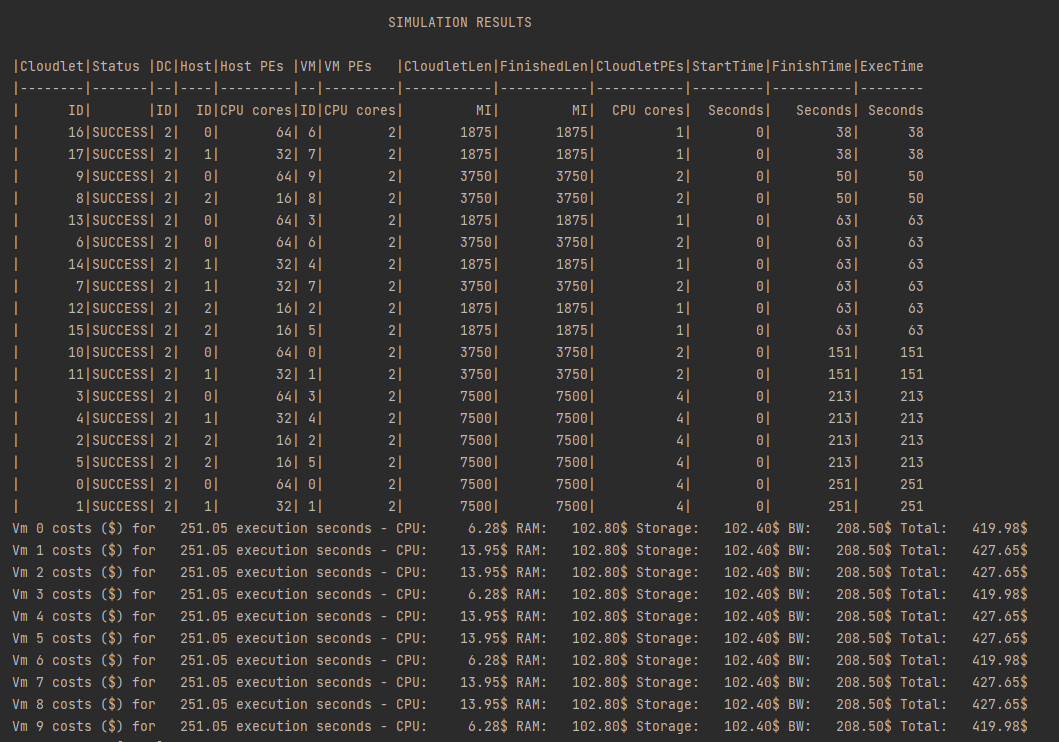 SIMULATION RESULTS
|Cloudlet|Status |DC|Host|Host PEs |VM|VM PEs   |CloudletLen|FinishedLen|CloudletPEs|StartTime|FinishTime|ExecTime
|--------|-------|--|----|---------|--|---------|-----------|-----------|-----------|---------|----------|--------
|      ID|       |ID|  ID|CPU cores|ID|CPU cores|         MI|         MI|  CPU cores|  Seconds|   Seconds| Seconds
|      16|SUCCESS| 2|   0|       64| 6|        2|       1875|       1875|          1|        0|        38|      38
|      17|SUCCESS| 2|   1|       32| 7|        2|       1875|       1875|          1|        0|        38|      38
|       9|SUCCESS| 2|   0|       64| 9|        2|       3750|       3750|          2|        0|        50|      50
|       8|SUCCESS| 2|   2|       16| 8|        2|       3750|       3750|          2|        0|        50|      50
|      13|SUCCESS| 2|   0|       64| 3|        2|       1875|       1875|          1|        0|        63|      63
|       6|SUCCESS| 2|   0|       64| 6|        2|       3750|       3750|          2|        0|        63|      63
|      14|SUCCESS| 2|   1|       32| 4|        2|       1875|       1875|          1|        0|        63|      63
|       7|SUCCESS| 2|   1|       32| 7|        2|       3750|       3750|          2|        0|        63|      63
|      12|SUCCESS| 2|   2|       16| 2|        2|       1875|       1875|          1|        0|        63|      63
|      15|SUCCESS| 2|   2|       16| 5|        2|       1875|       1875|          1|        0|        63|      63
|      10|SUCCESS| 2|   0|       64| 0|        2|       3750|       3750|          2|        0|       151|     151
|      11|SUCCESS| 2|   1|       32| 1|        2|       3750|       3750|          2|        0|       151|     151
|       3|SUCCESS| 2|   0|       64| 3|        2|       7500|       7500|          4|        0|       213|     213
|       4|SUCCESS| 2|   1|       32| 4|        2|       7500|       7500|          4|        0|       213|     213
|       2|SUCCESS| 2|   2|       16| 2|        2|       7500|       7500|          4|        0|       213|     213
|       5|SUCCESS| 2|   2|       16| 5|        2|       7500|       7500|          4|        0|       213|     213
|       0|SUCCESS| 2|   0|       64| 0|        2|       7500|       7500|          4|        0|       251|     251
|       1|SUCCESS| 2|   1|       32| 1|        2|       7500|       7500|          4|        0|       251|     251
Vm 0 costs ($) for   251.05 execution seconds - CPU:     6.28$ RAM:   102.80$ Storage:   102.40$ BW:   208.50$ Total:   419.98$
Vm 1 costs ($) for   251.05 execution seconds - CPU:    13.95$ RAM:   102.80$ Storage:   102.40$ BW:   208.50$ Total:   427.65$
Vm 2 costs ($) for   251.05 execution seconds - CPU:    13.95$ RAM:   102.80$ Storage:   102.40$ BW:   208.50$ Total:   427.65$
Vm 3 costs ($) for   251.05 execution seconds - CPU:     6.28$ RAM:   102.80$ Storage:   102.40$ BW:   208.50$ Total:   419.98$
Vm 4 costs ($) for   251.05 execution seconds - CPU:    13.95$ RAM:   102.80$ Storage:   102.40$ BW:   208.50$ Total:   427.65$
Vm 5 costs ($) for   251.05 execution seconds - CPU:    13.95$ RAM:   102.80$ Storage:   102.40$ BW:   208.50$ Total:   427.65$
Vm 6 costs ($) for   251.05 execution seconds - CPU:     6.28$ RAM:   102.80$ Storage:   102.40$ BW:   208.50$ Total:   419.98$
Vm 7 costs ($) for   251.05 execution seconds - CPU:    13.95$ RAM:   102.80$ Storage:   102.40$ BW:   208.50$ Total:   427.65$
Vm 8 costs ($) for   251.05 execution seconds - CPU:    13.95$ RAM:   102.80$ Storage:   102.40$ BW:   208.50$ Total:   427.65$
Vm 9 costs ($) for   251.05 execution seconds - CPU:     6.28$ RAM:   102.80$ Storage:   102.40$ BW:   208.50$ Total:   419.98$